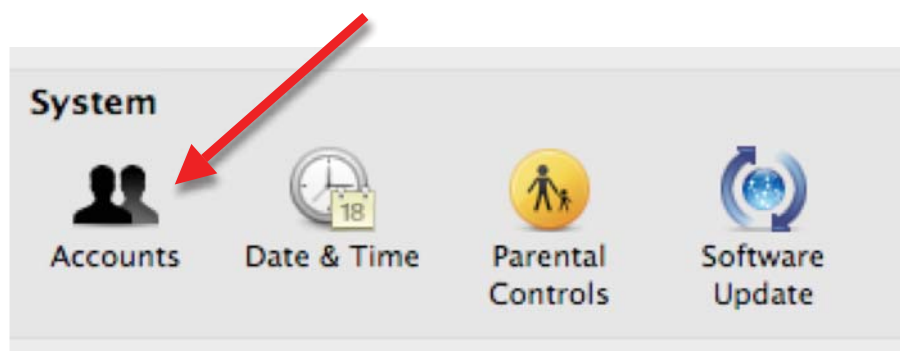 System
18
Accounts
Date & Time
Parental
Controls
Software
Update